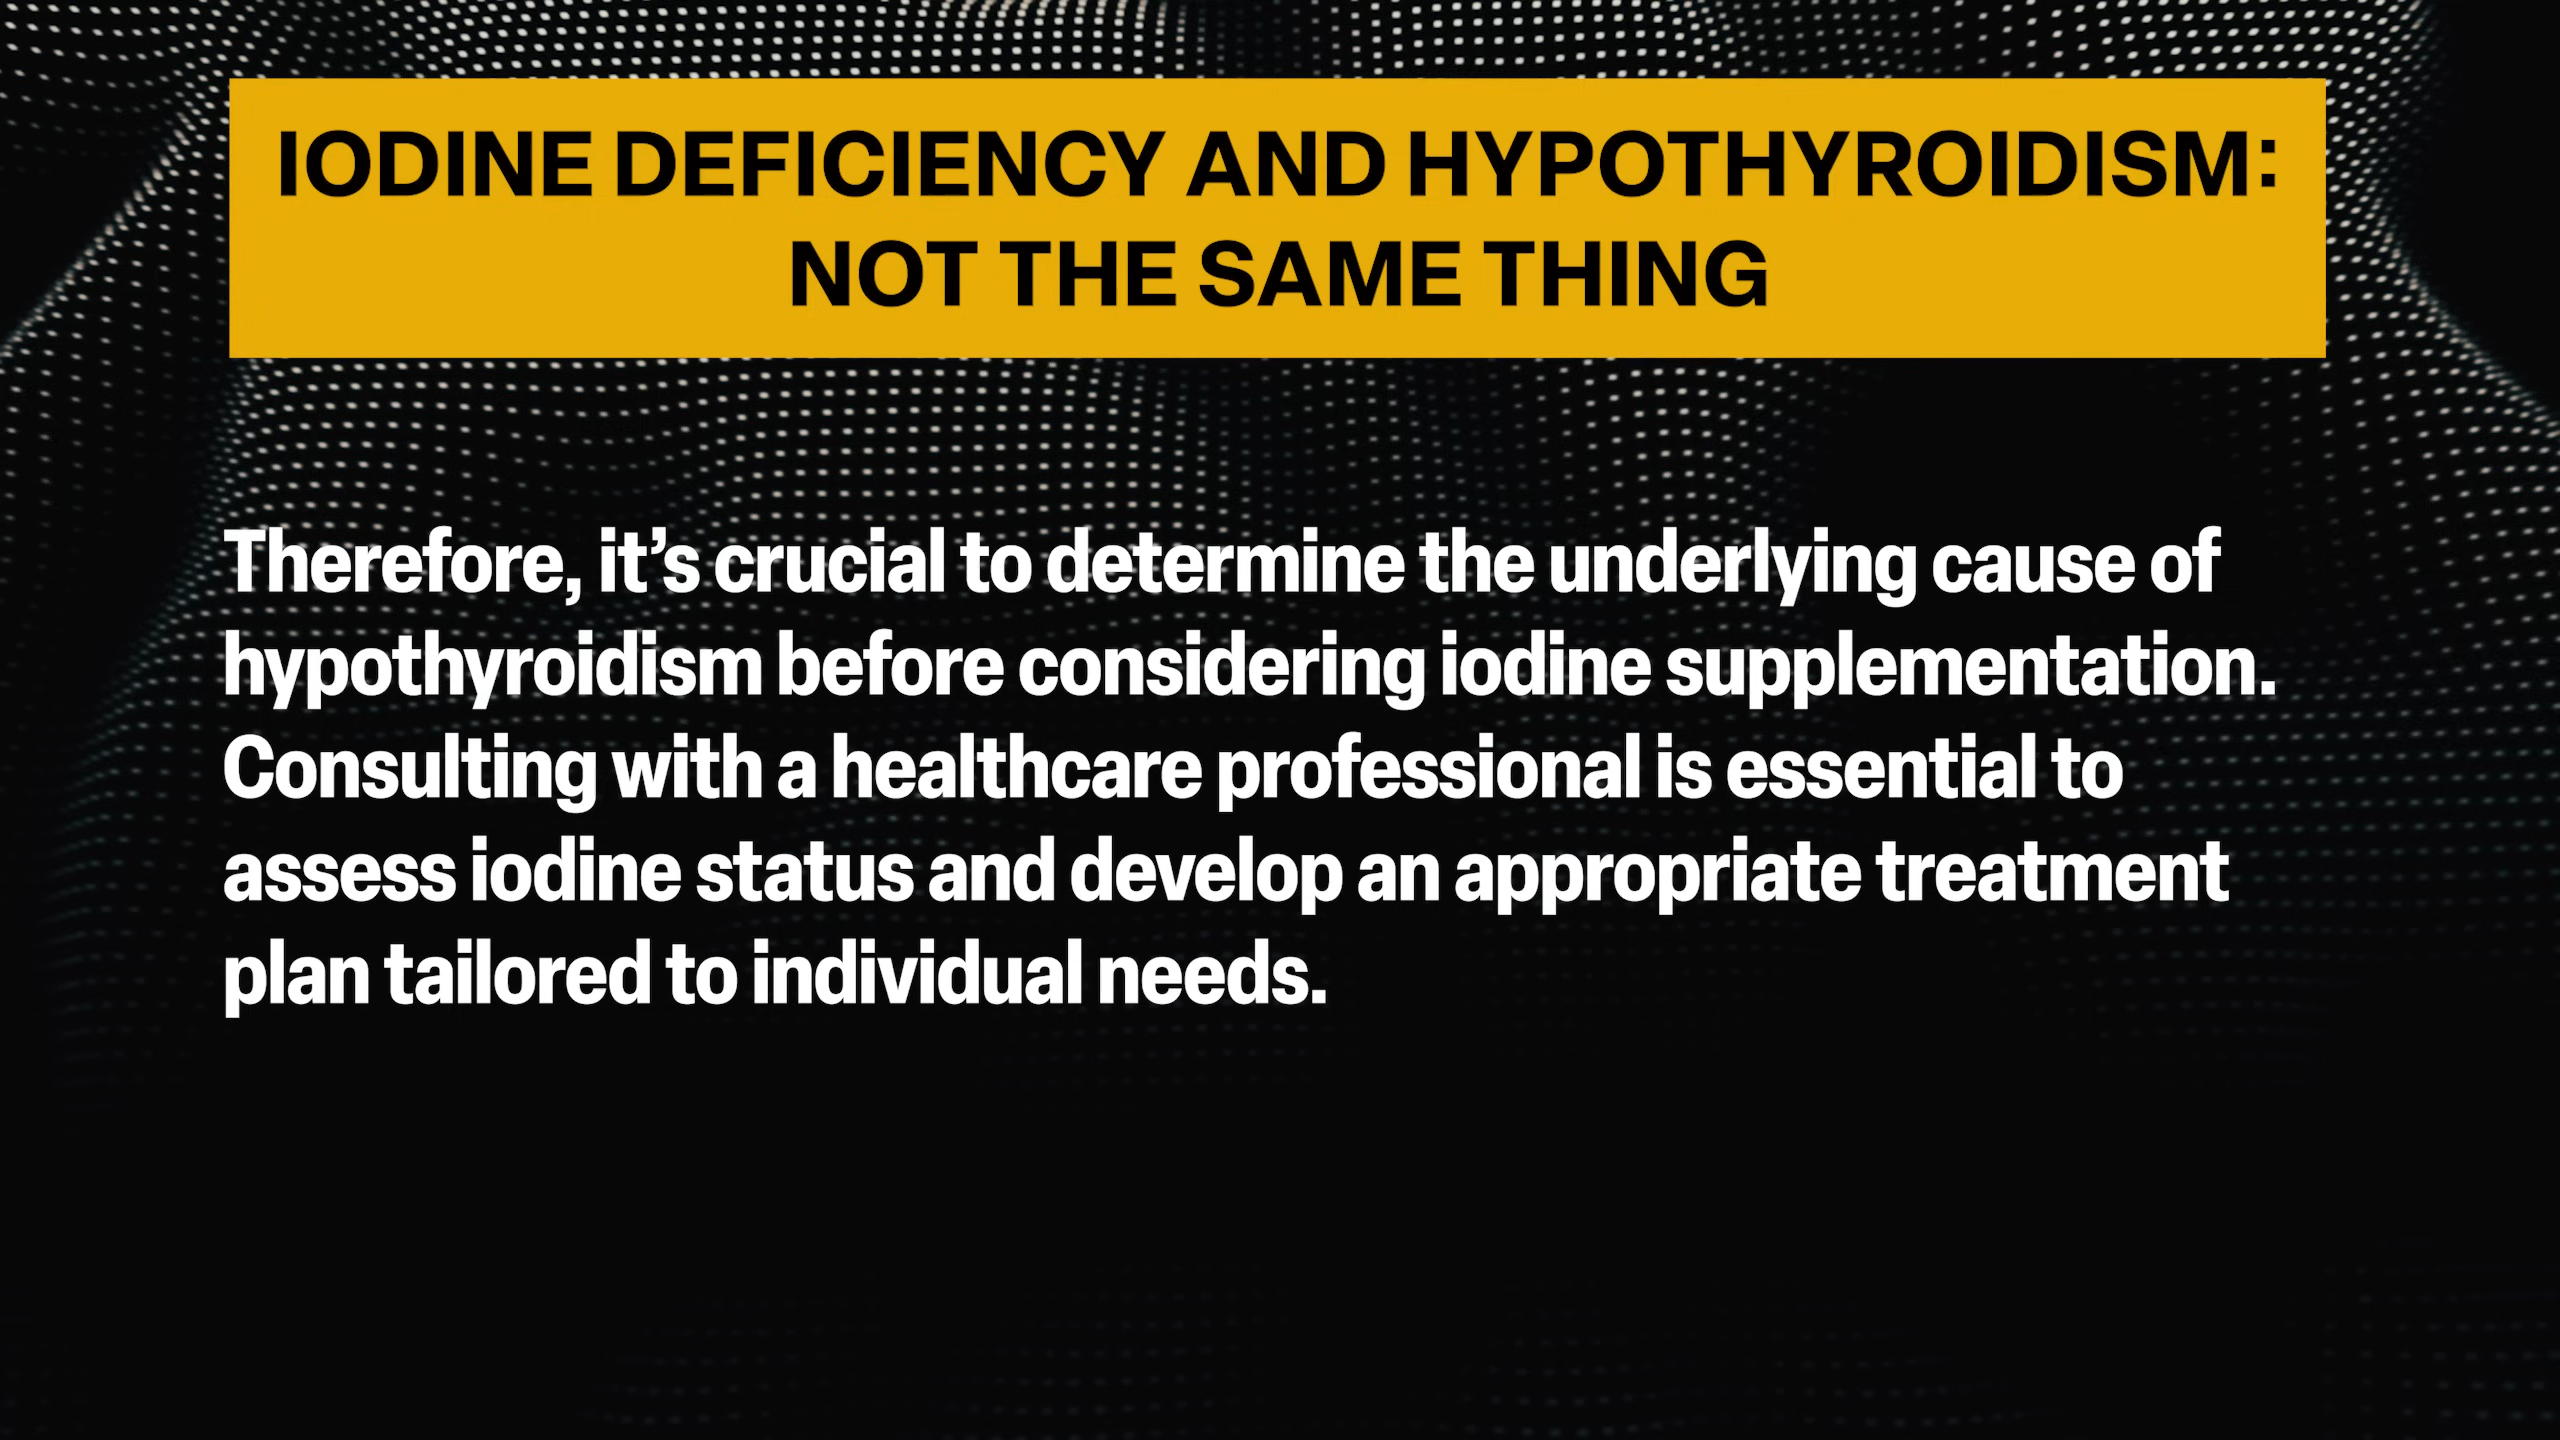 IODINE DEFICIENCY AND HYPOTHYROIDISM:
NOT THE SAME THING
Therefore, it’s crucial to determine the underlying cause of
hypothyroidism before considering iodine supplementation.
Consulting with a healthcare professional is essential to
assess iodine status and develop an appropriate treatment
plan tailored to individual needs.